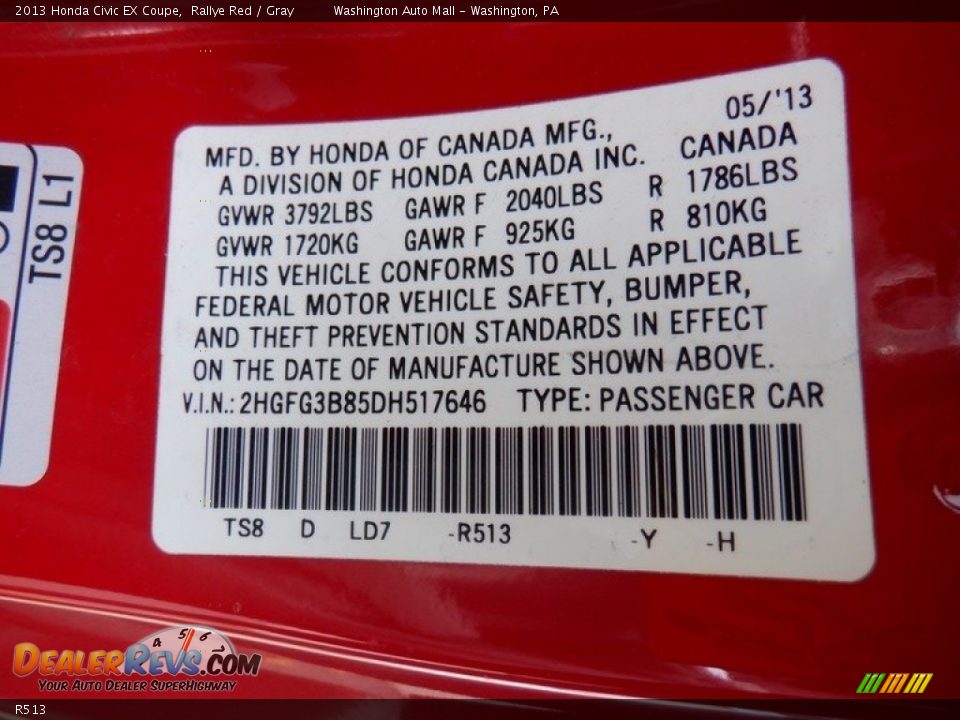 2013 Honda Civic EX Coupe, Rallye Red / Gray Washington Auto Mall - Washington, PA
05/'13
MFD. BY HONDA OF CANADA MFG., CANADA
A DIVISION OF HONDA CANADA INC.
GVWR 3792LBS GAWR F 2040LBS R 1786LBS
GVWR 1720KG GAWR F 925KG R 810KG
THIS VEHICLE CONFORMS TO ALL APPLICABLE
FEDERAL MOTOR VEHICLE SAFETY, BUMPER,
AND THEFT PREVENTION STANDARDS IN EFFECT
ON THE DATE OF MANUFACTURE SHOWN ABOVE.
V.I.N.: 2HGFG3B85DH517646 TYPE: PASSENGER CAR
TS8 D LD7 -R513 -Y -H
TS8 L1
4 5 6
DEALERREVS.COM
YOUR AUTO DEALER SUPERHIGHWAY
R513